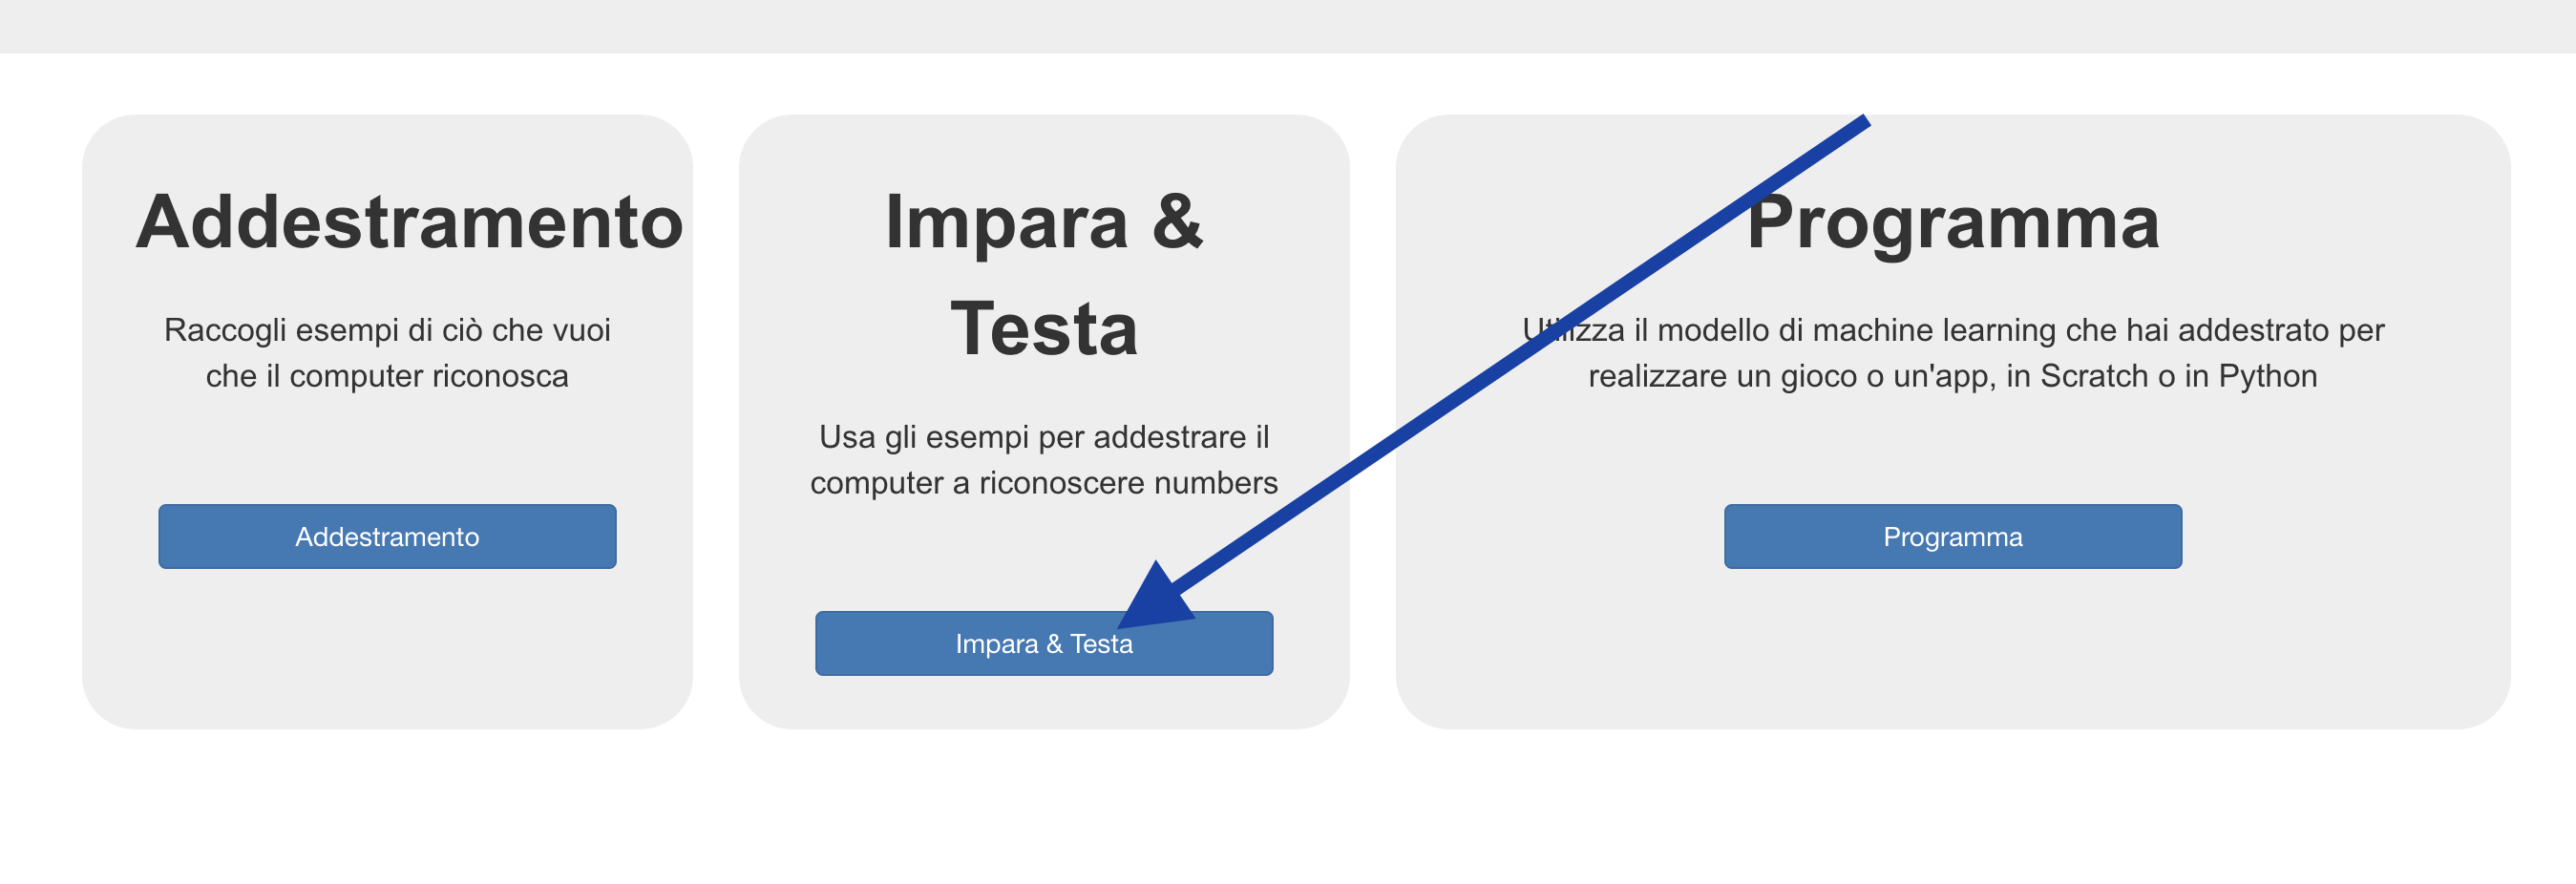 Addestramento
Raccogli esempi di ciò che vuoi
che il computer riconosca
Addestramento
Impara &
Testa
Usa gli esempi per addestrare il
computer a riconoscere numbers
Impara & Testa
Programma
Utilizza il modello di machine learning che hai addestrato per
realizzare un gioco o un'app, in Scratch o in Python
Programma